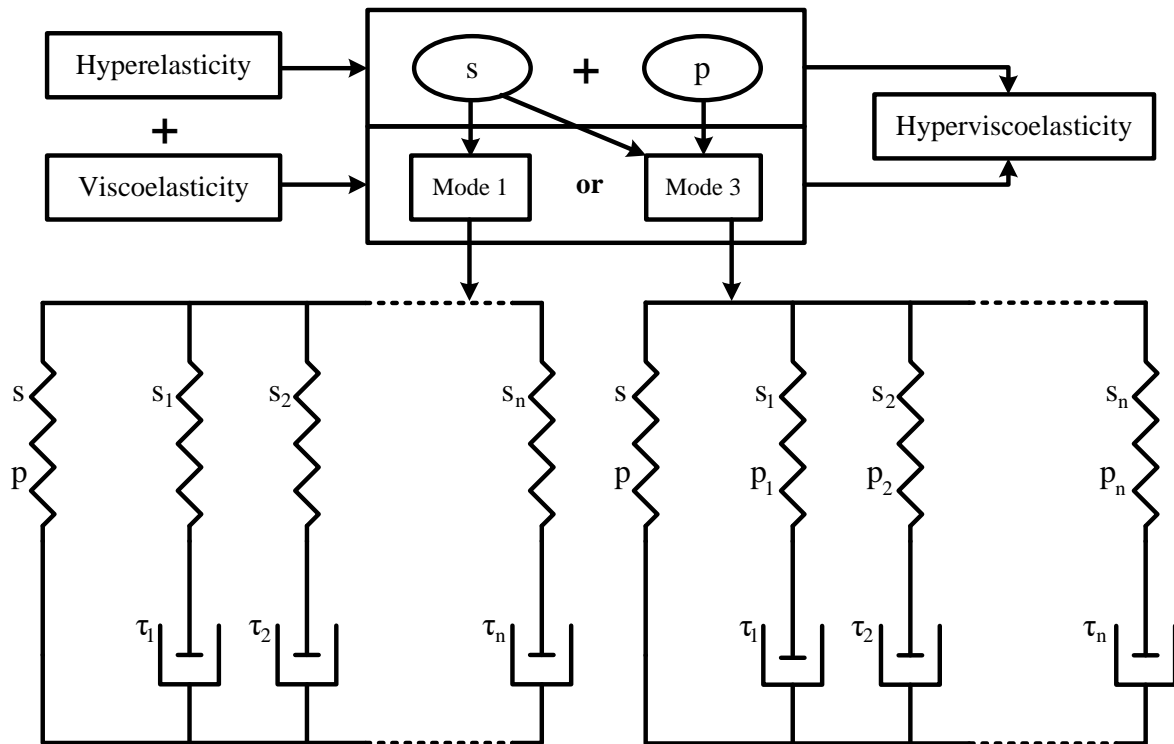 Hyperelasticity
+
Viscoelasticity
s + p
Mode 1 or Mode 3
Hyperviscoelasticity
s s₁ s₂ sₙ
p
τ₁ τ₂ τₙ
s s₁ s₂ sₙ
p p₁ p₂ pₙ
τ₁ τ₂ τₙ